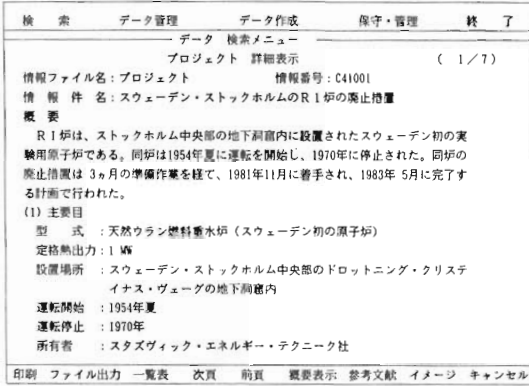 検 索 データ管理 データ作成 保守・管理 終 了
データ 検索メニュー
プロジェクト 詳細表示 ( 1/7)
情報ファイル名：プロジェクト 情報番号：C41001
情 報 件 名：スウェーデン・ストックホルムのR1炉の廃止措置
概 要
R1炉は、ストックホルム中央部の地下洞窟内に設置されたスウェーデン初の実
験用原子炉である。同炉は1954年夏に運転を開始し、1970年に停止された。同炉の
廃止措置は 3ヵ月の準備作業を経て、1981年11月に着手され、1983年 5月に完了す
る計画で行われた。
(1) 主要目
型 式 ：天然ウラン燃料重水炉（スウェーデン初の原子炉）
定格熱出力：1 MW
設置場所 ：スウェーデン・ストックホルム中央部のドロットニング・クリステ
イナス・ヴェーグの地下洞窟内
運転開始 ：1954年夏
運転停止 ：1970年
所有者 ：スタズヴィック・エネルギー・テクニーク社
印刷 ファイル出力 一覧表 次頁 前頁 概要表示 参考文献 イメージ キャンセル